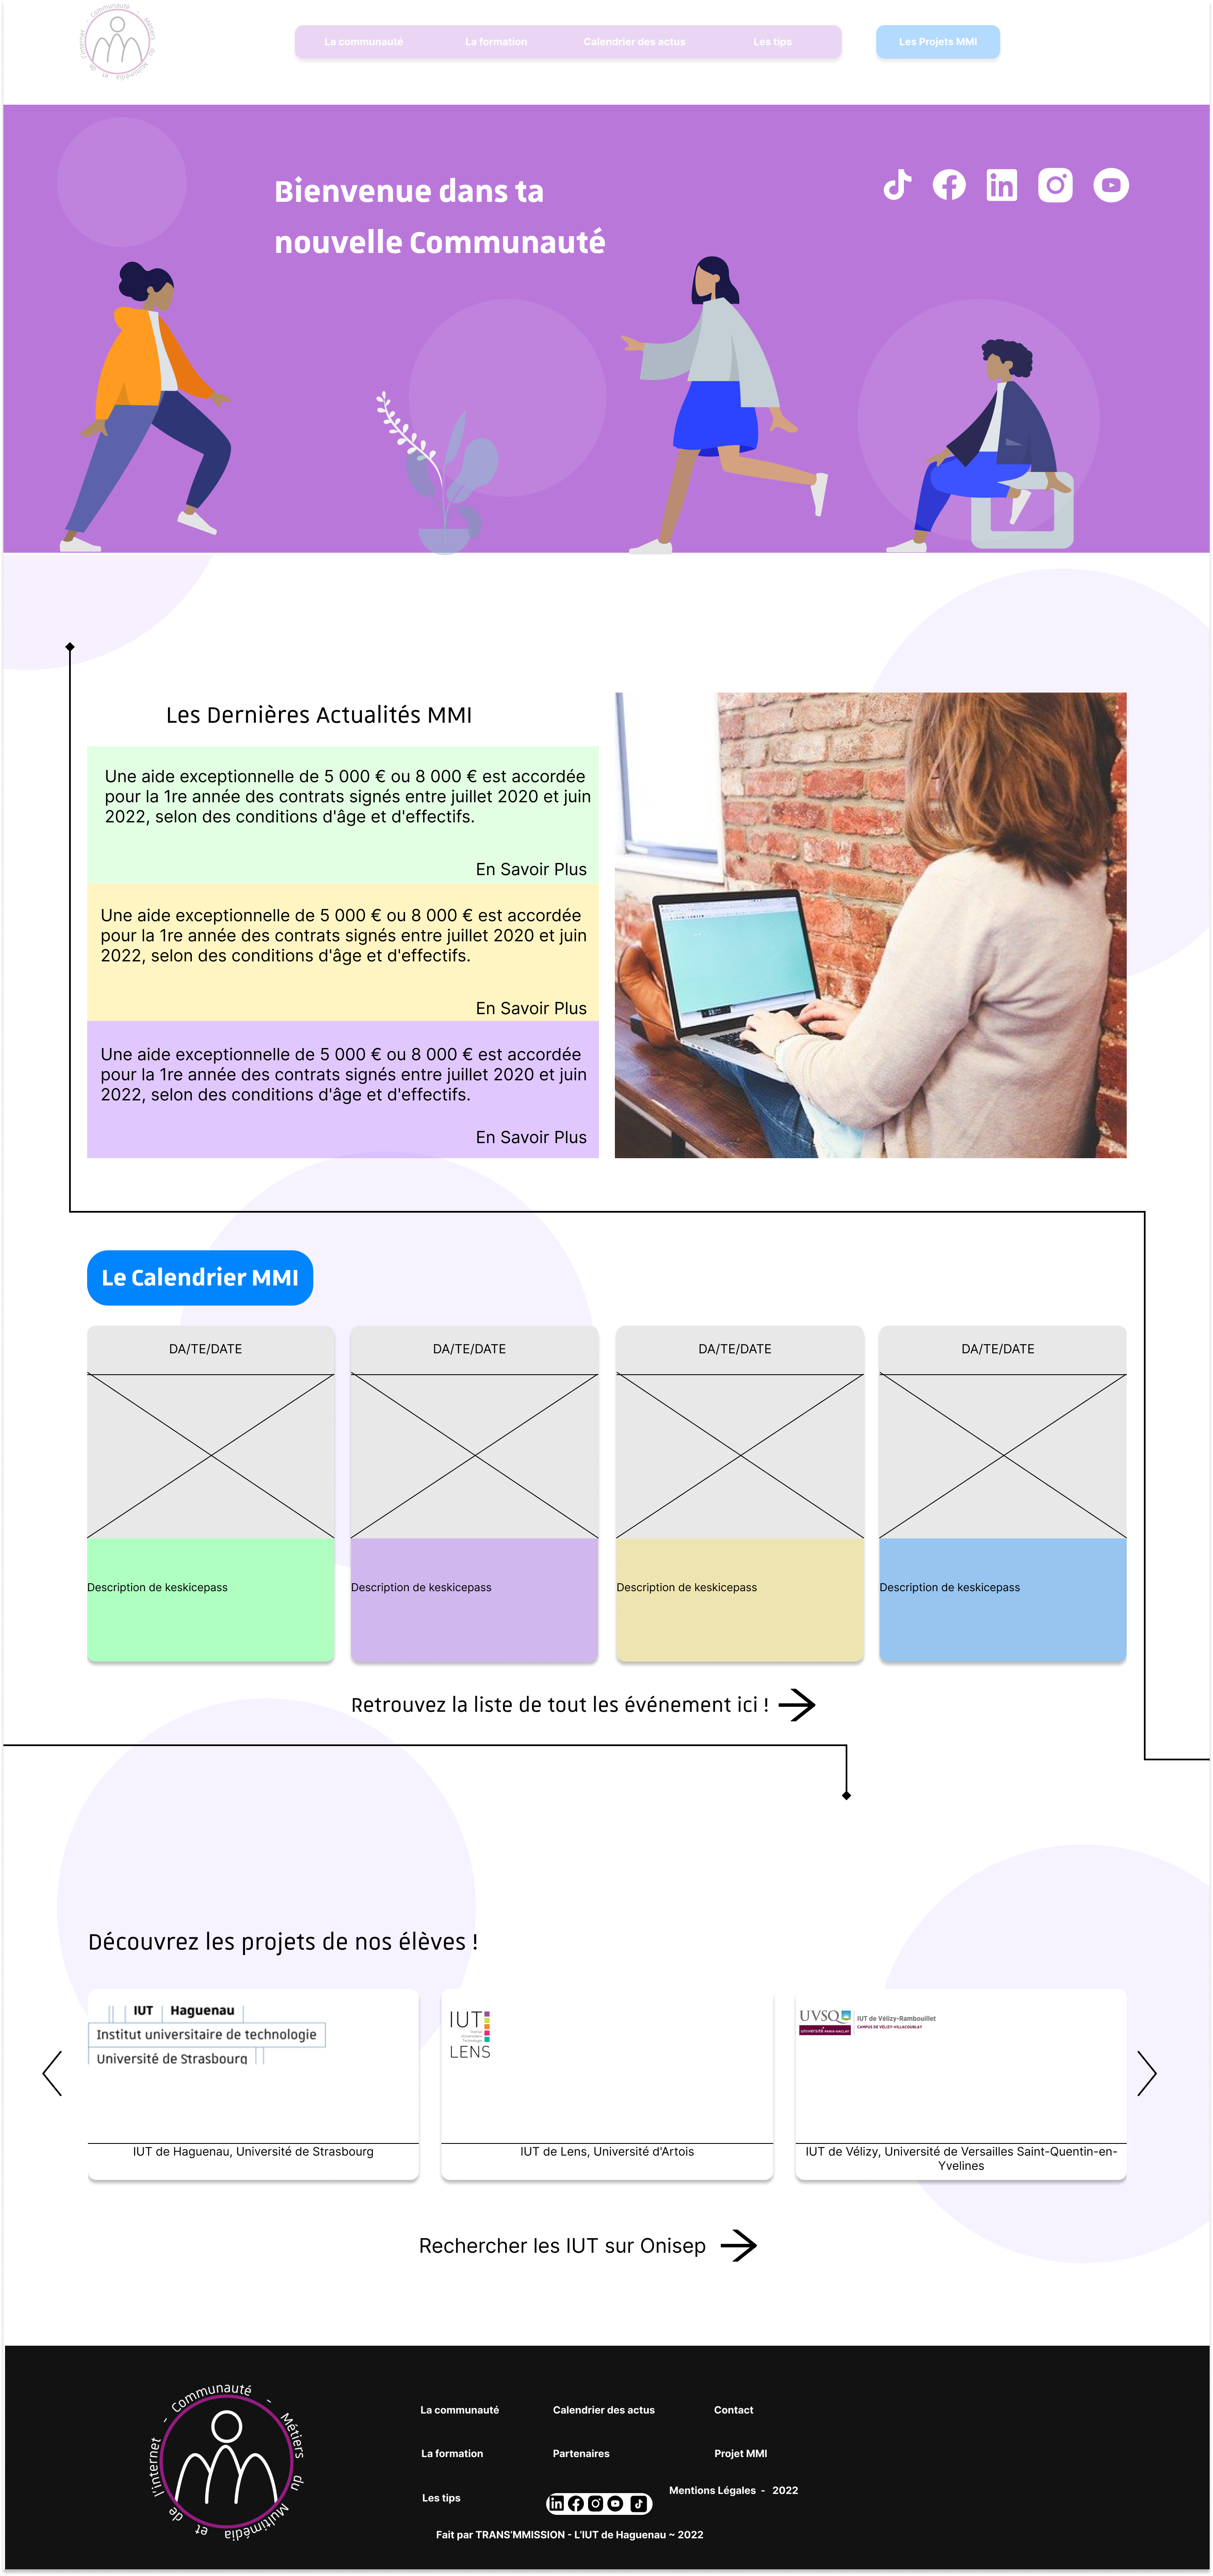 Communauté - Métiers du Multimédia et de l'internet -
La communauté
La formation
Calendrier des actus
Les tips
Les Projets MMI
Bienvenue dans ta
nouvelle Communauté
Les Dernières Actualités MMI
Une aide exceptionnelle de 5 000 € ou 8 000 € est accordée
pour la 1re année des contrats signés entre juillet 2020 et juin
2022, selon des conditions d'âge et d'effectifs.
En Savoir Plus
Une aide exceptionnelle de 5 000 € ou 8 000 € est accordée
pour la 1re année des contrats signés entre juillet 2020 et juin
2022, selon des conditions d'âge et d'effectifs.
En Savoir Plus
Une aide exceptionnelle de 5 000 € ou 8 000 € est accordée
pour la 1re année des contrats signés entre juillet 2020 et juin
2022, selon des conditions d'âge et d'effectifs.
En Savoir Plus
Le Calendrier MMI
DA/TE/DATE
DA/TE/DATE
DA/TE/DATE
DA/TE/DATE
Description de keskicepass
Description de keskicepass
Description de keskicepass
Description de keskicepass
Retrouvez la liste de tout les événement ici !
Découvrez les projets de nos élèves !
IUT Haguenau
Institut universitaire de technologie
Université de Strasbourg
IUT
Institut
Universitaire
Technologie
LENS
UVSQ
université PARIS-SACLAY
IUT de Vélizy-Rambouillet
CAMPUS DE VÉLIZY-VILLACOUBLAY
IUT de Haguenau, Université de Strasbourg
IUT de Lens, Université d'Artois
IUT de Vélizy, Université de Versailles Saint-Quentin-en-
Yvelines
Rechercher les IUT sur Onisep
Communauté - Métiers du Multimédia et de l'internet -
La communauté
Calendrier des actus
Contact
La formation
Partenaires
Projet MMI
Les tips
Mentions Légales - 2022
Fait par TRANS'MMISSION - L'IUT de Haguenau ~ 2022